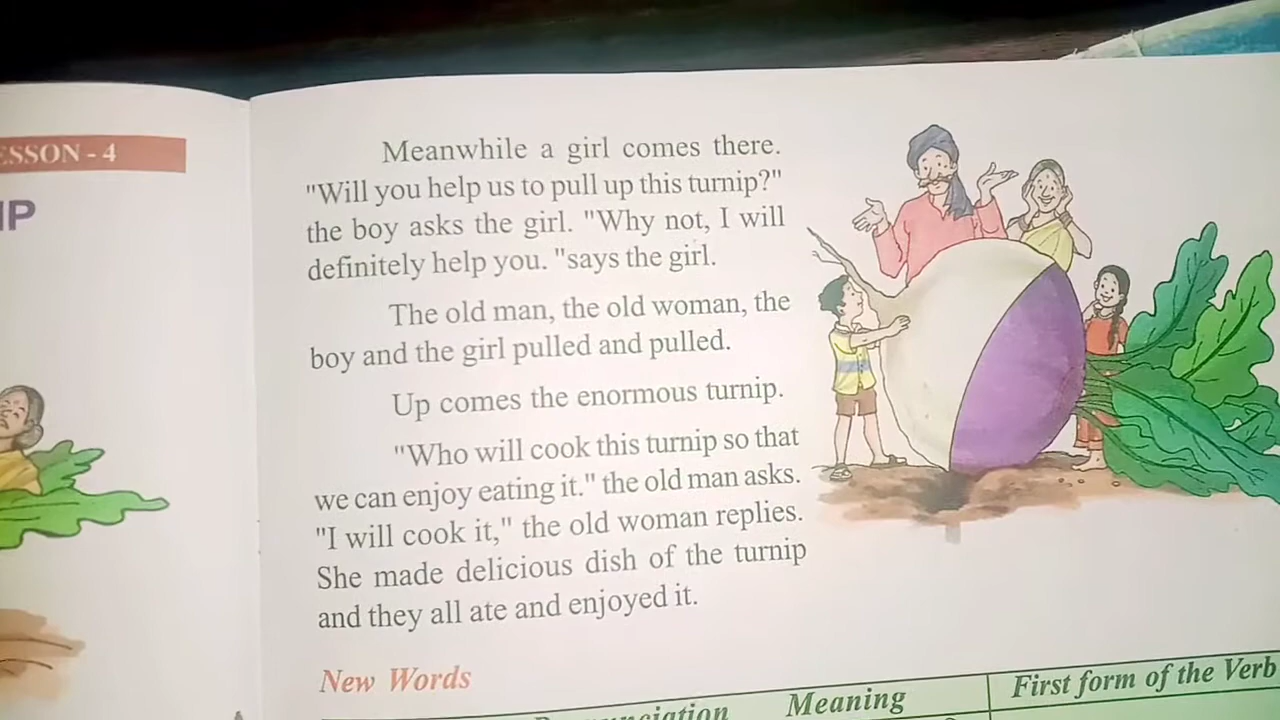 LESSON - 4
IP
Meanwhile a girl comes there.
"Will you help us to pull up this turnip?"
the boy asks the girl. "Why not, I will
definitely help you. "says the girl.
The old man, the old woman, the
boy and the girl pulled and pulled.
Up comes the enormous turnip.
"Who will cook this turnip so that
we can enjoy eating it." the old man asks.
"I will cook it," the old woman replies.
She made delicious dish of the turnip
and they all ate and enjoyed it.
New Words
Meaning
First form of the Verb